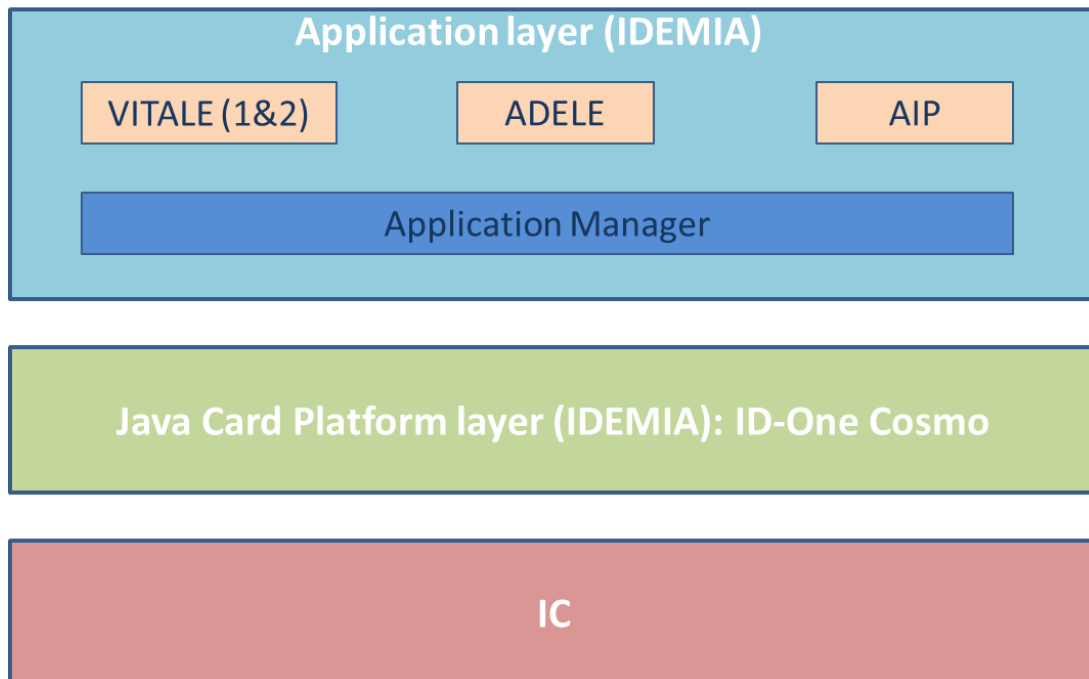 Application layer (IDEMIA)
VITALE (1&2) ADELE AIP
Application Manager
Java Card Platform layer (IDEMIA): ID-One Cosmo
IC